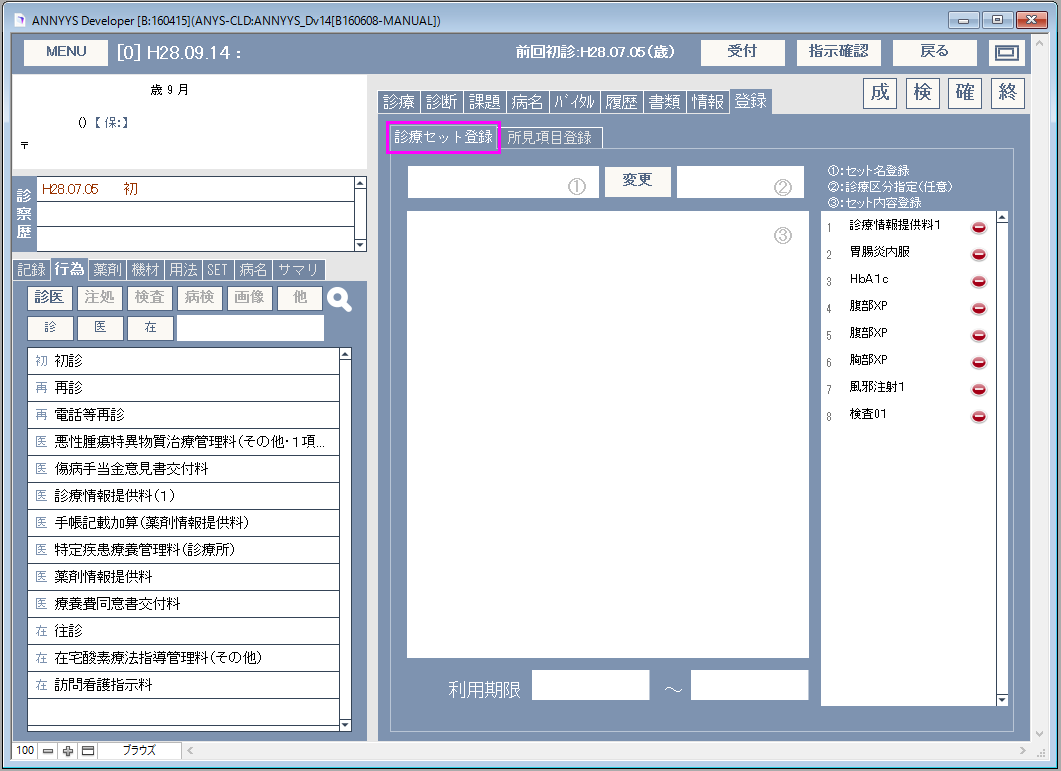 ANNYYS Developer [B:160415](ANYS-CLD:ANNYYS_Dv14[B160608-MANUAL])
MENU [0] H28.09.14 : 前回初診:H28.07.05(歳) 受付 指示確認 戻る
歳 9 月
() 【 保:】
〒
成 検 確 終
診療 診断 課題 病名 バイタル 履歴 書類 情報 登録
診療セット登録 所見項目登録
診察歴
H28.07.05 初
① 変更 ②
①:セット名登録
②:診療区分指定(任意)
③:セット内容登録
③
1 診療情報提供料1
2 胃腸炎内服
3 HbA1c
4 腹部XP
5 腹部XP
6 胸部XP
7 風邪注射1
8 検査01
記録 行為 薬剤 機材 用法 SET 病名 サマリ
診医 注処 検査 病検 画像 他
診 医 在
初 初診
再 再診
再 電話等再診
医 悪性腫瘍特異物質治療管理料(その他・1項...
医 傷病手当金意見書交付料
医 診療情報提供料(1)
医 手帳記載加算(薬剤情報提供料)
医 特定疾患療養管理料(診療所)
医 薬剤情報提供料
医 療養費同意書交付料
在 往診
在 在宅酸素療法指導管理料(その他)
在 訪問看護指示料
利用期限 ～
100 ブラウズ